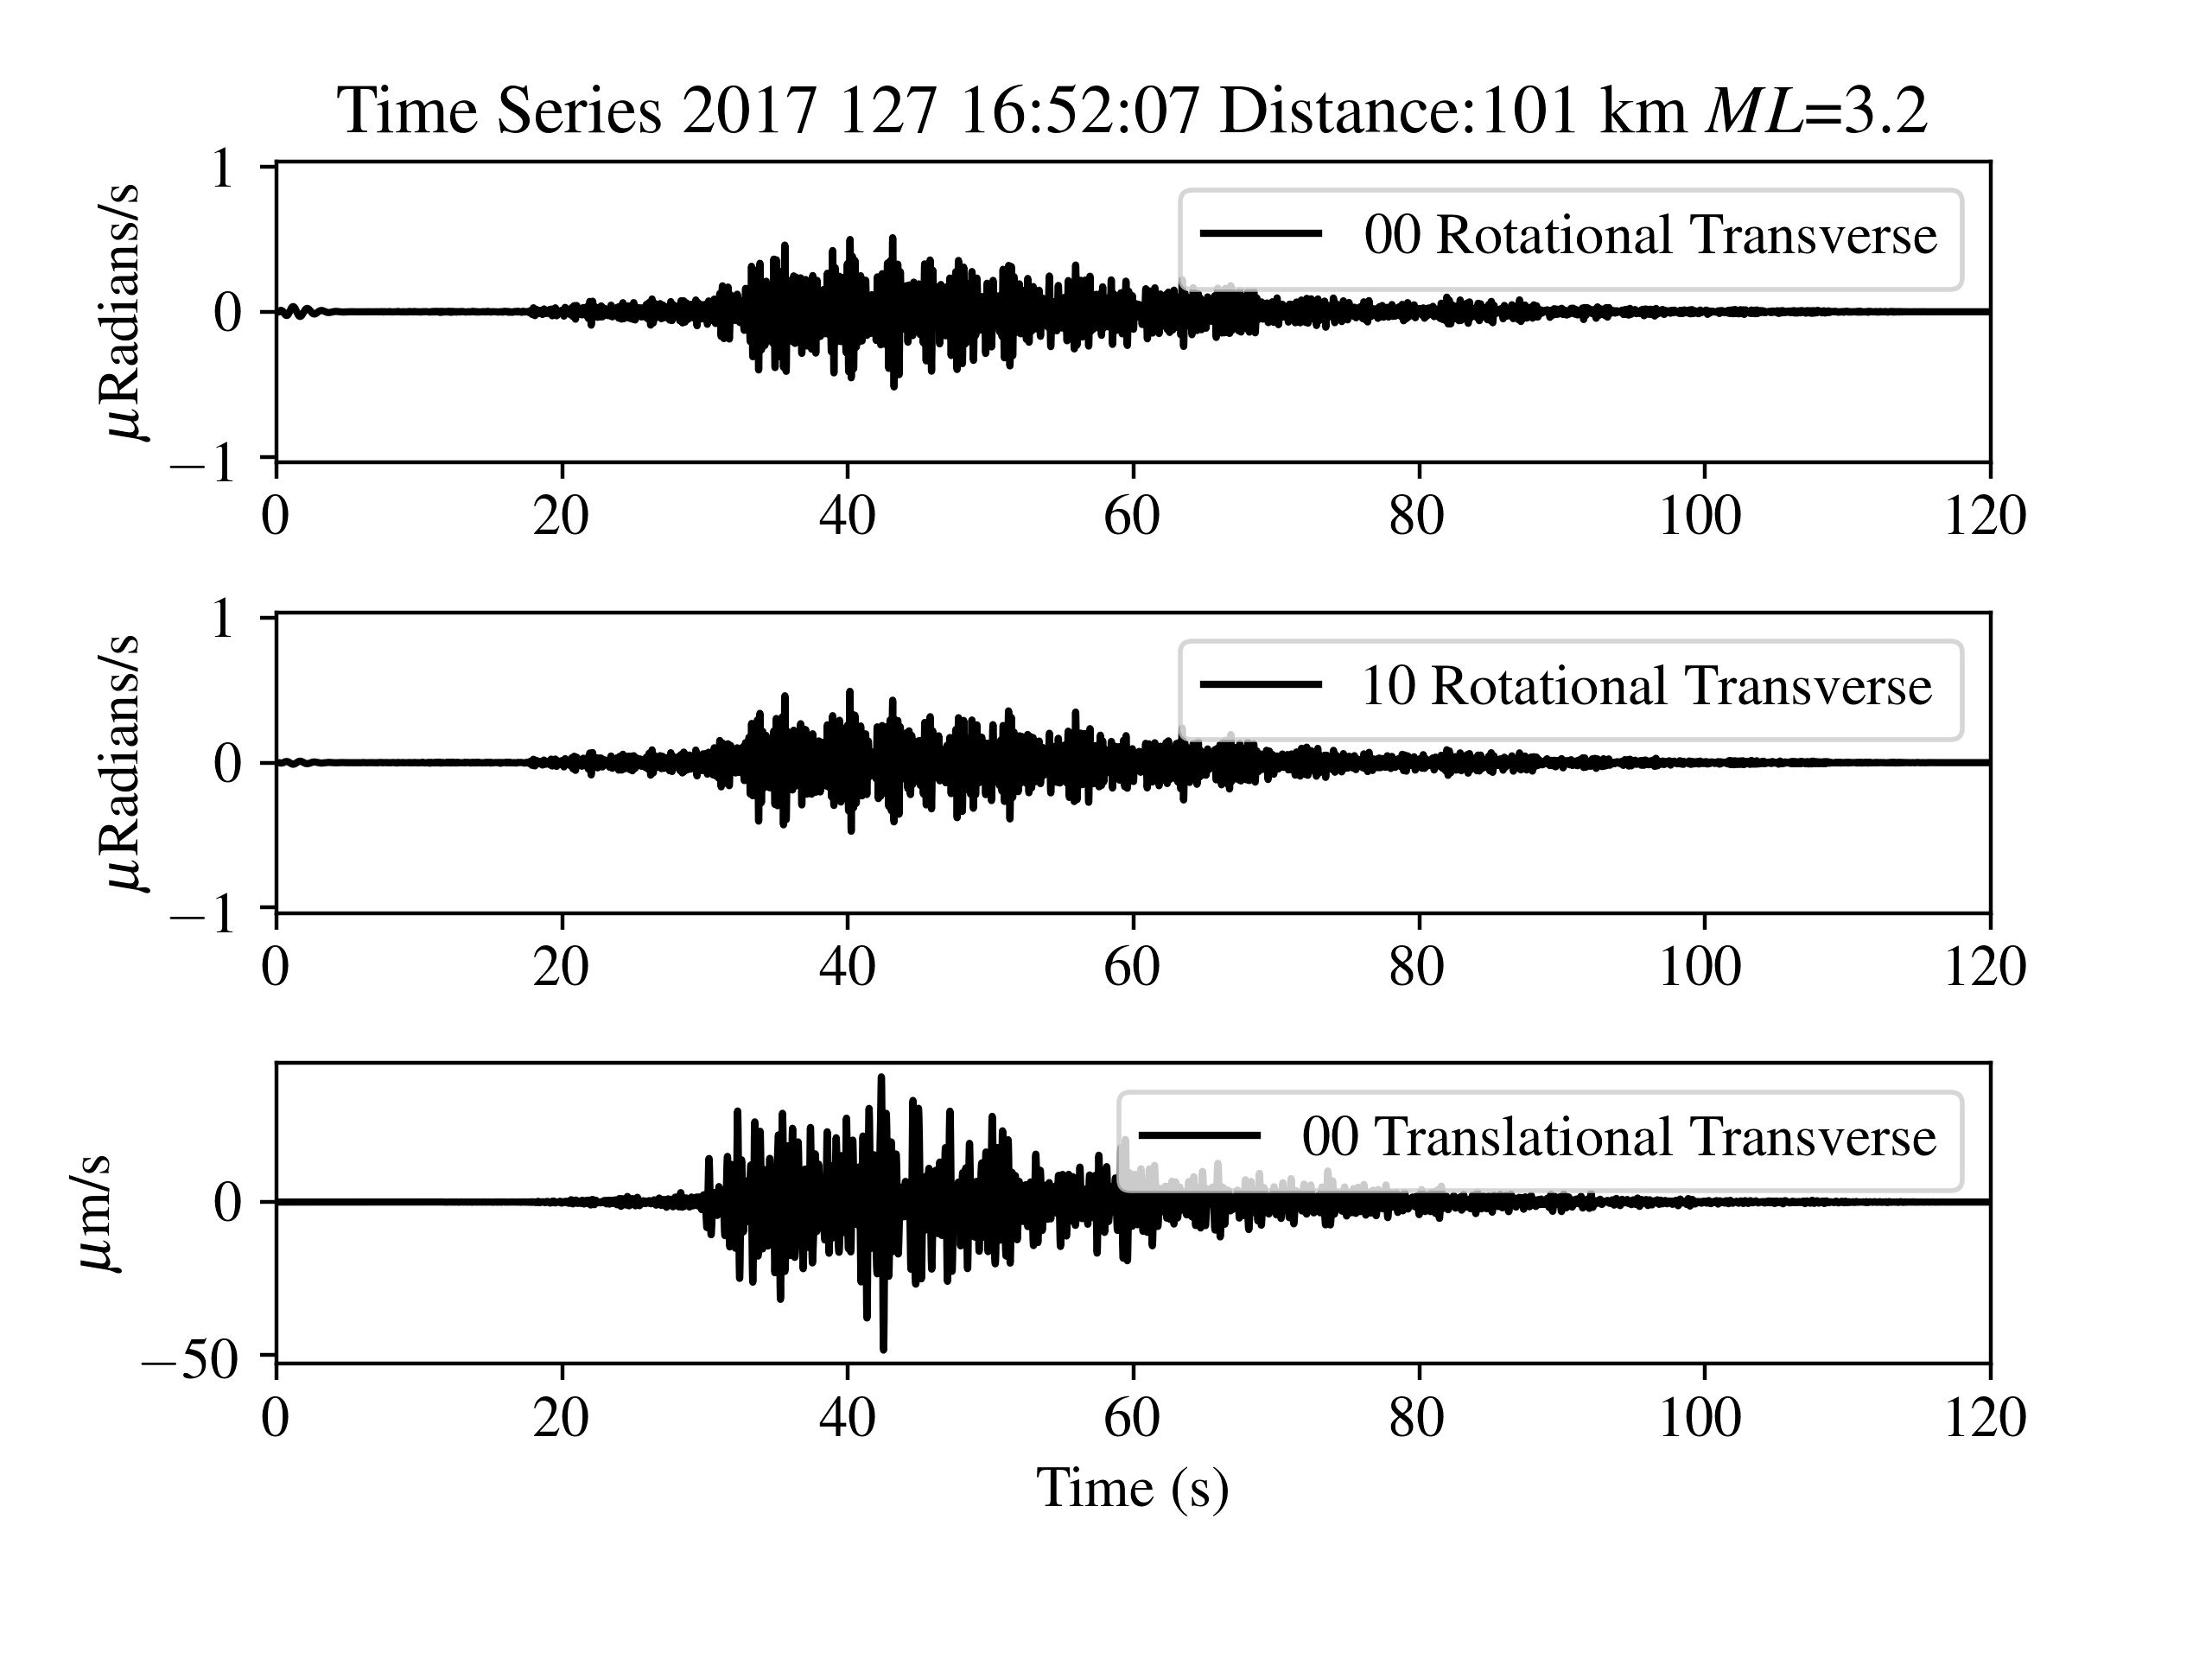 Time Series 2017 127 16:52:07 Distance:101 km ML=3.2
1
0
−1
μRadians/s
00 Rotational Transverse
0 20 40 60 80 100 120
1
0
−1
μRadians/s
10 Rotational Transverse
0 20 40 60 80 100 120
0
−50
μm/s
00 Translational Transverse
0 20 40 60 80 100 120
Time (s)